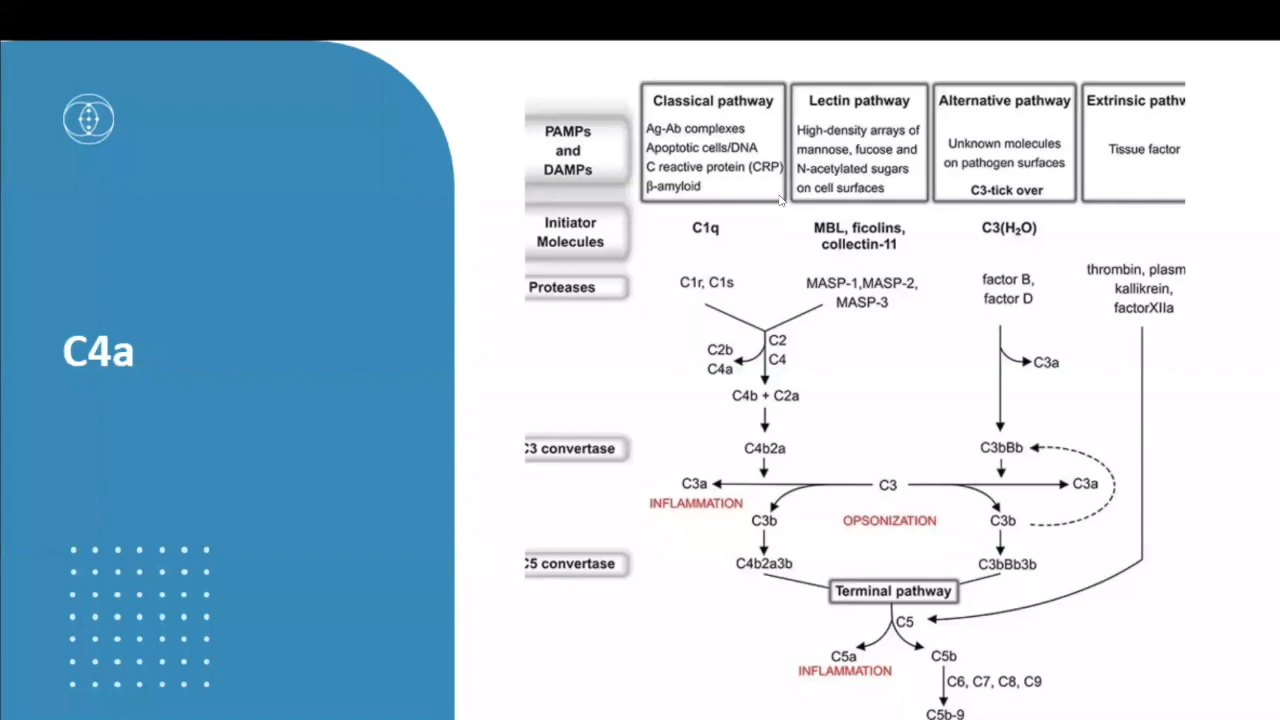 C4a
PAMPs
and
DAMPs
Classical pathway
Ag-Ab complexes
Apoptotic cells/DNA
C reactive protein (CRP)
β-amyloid
Lectin pathway
High-density arrays of
mannose, fucose and
N-acetylated sugars
on cell surfaces
Alternative pathway
Unknown molecules
on pathogen surfaces
C3-tick over
Extrinsic pathw
Tissue factor
Initiator
Molecules
C1q
MBL, ficolins,
collectin-11
C3(H₂O)
Proteases
C1r, C1s
MASP-1,MASP-2,
MASP-3
factor B,
factor D
thrombin, plasm
kallikrein,
factorXIIa
C2b
C4a
C2
C4
C3a
C4b + C2a
C3 convertase
C4b2a
C3bBb
C3a
C3
C3a
INFLAMMATION
C3b
OPSONIZATION
C3b
C5 convertase
C4b2a3b
C3bBb3b
Terminal pathway
C5
C5a
INFLAMMATION
C5b
C6, C7, C8, C9
C5b-9